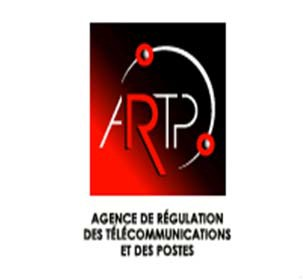 ARTP
AGENCE DE RÉGULATION
DES TÉLÉCOMMUNICATIONS
ET DES POSTES